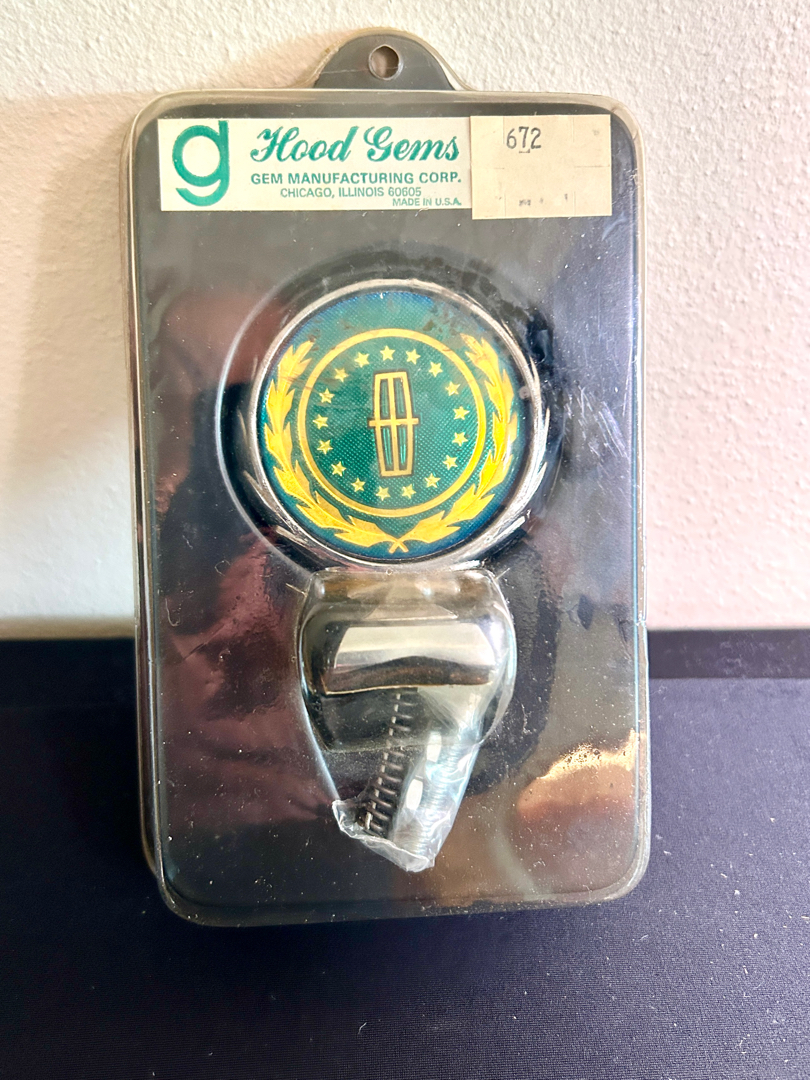 g
Hood Gems
GEM MANUFACTURING CORP.
CHICAGO, ILLINOIS 60605
MADE IN U.S.A.
672